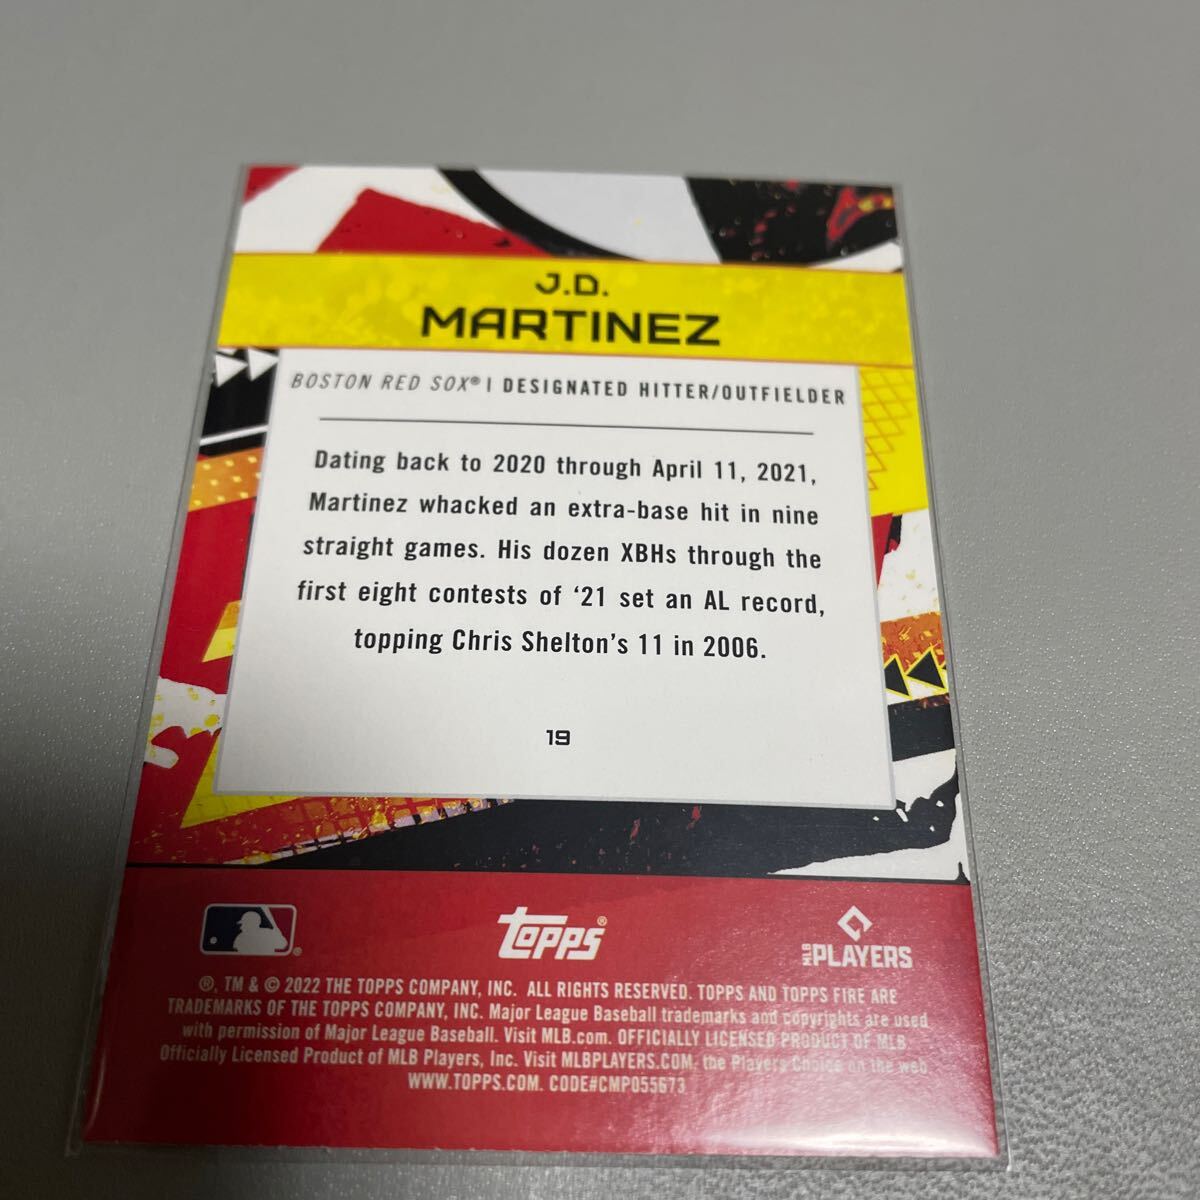 J.D.
MARTINEZ
BOSTON RED SOX® | DESIGNATED HITTER/OUTFIELDER
Dating back to 2020 through April 11, 2021,
Martinez whacked an extra-base hit in nine
straight games. His dozen XBHs through the
first eight contests of ‘21 set an AL record,
topping Chris Shelton’s 11 in 2006.
19
®
topps®
MLB PLAYERS
®, TM & © 2022 THE TOPPS COMPANY, INC. ALL RIGHTS RESERVED. TOPPS AND TOPPS FIRE ARE
TRADEMARKS OF THE TOPPS COMPANY, INC. Major League Baseball trademarks and copyrights are used
with permission of Major League Baseball. Visit MLB.com. OFFICIALLY LICENSED PRODUCT OF MLB
Officially Licensed Product of MLB Players, Inc. Visit MLBPLAYERS.COM, the Players Choice on the web
WWW.TOPPS.COM. CODE#CMP055673